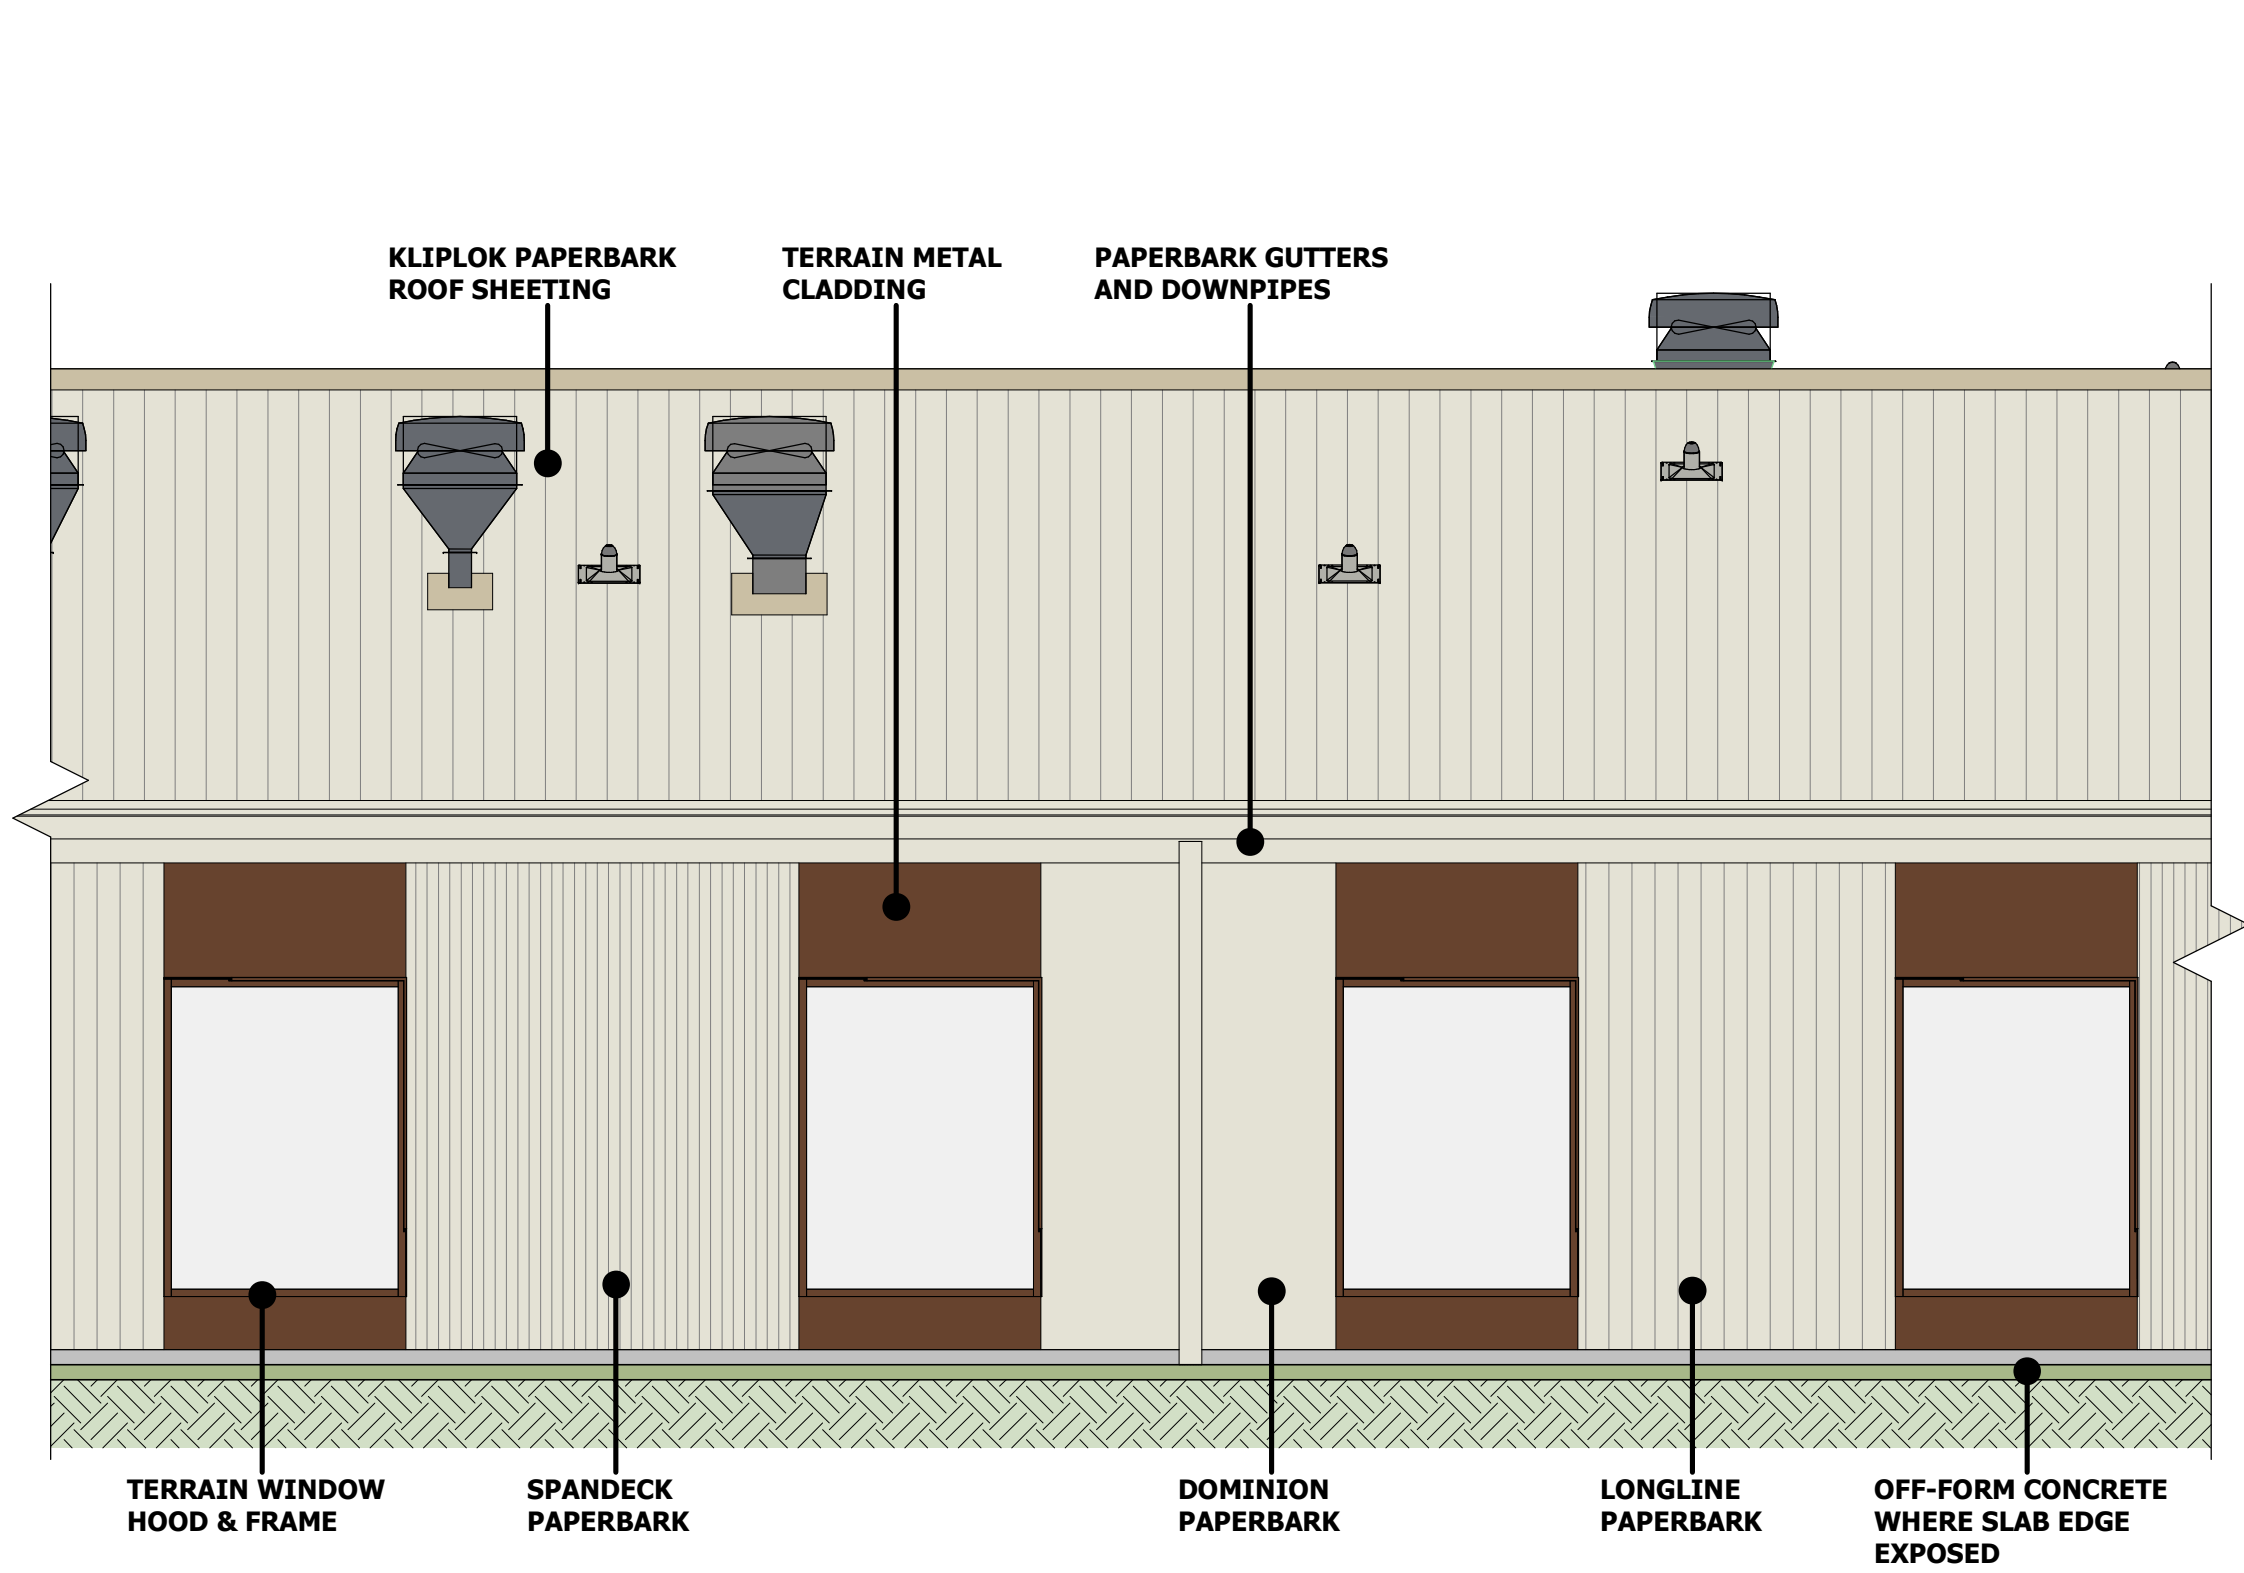 KLIPLOK PAPERBARK
ROOF SHEETING
TERRAIN METAL
CLADDING
PAPERBARK GUTTERS
AND DOWNPIPES
TERRAIN WINDOW
HOOD & FRAME
SPANDECK
PAPERBARK
DOMINION
PAPERBARK
LONGLINE
PAPERBARK
OFF-FORM CONCRETE
WHERE SLAB EDGE
EXPOSED